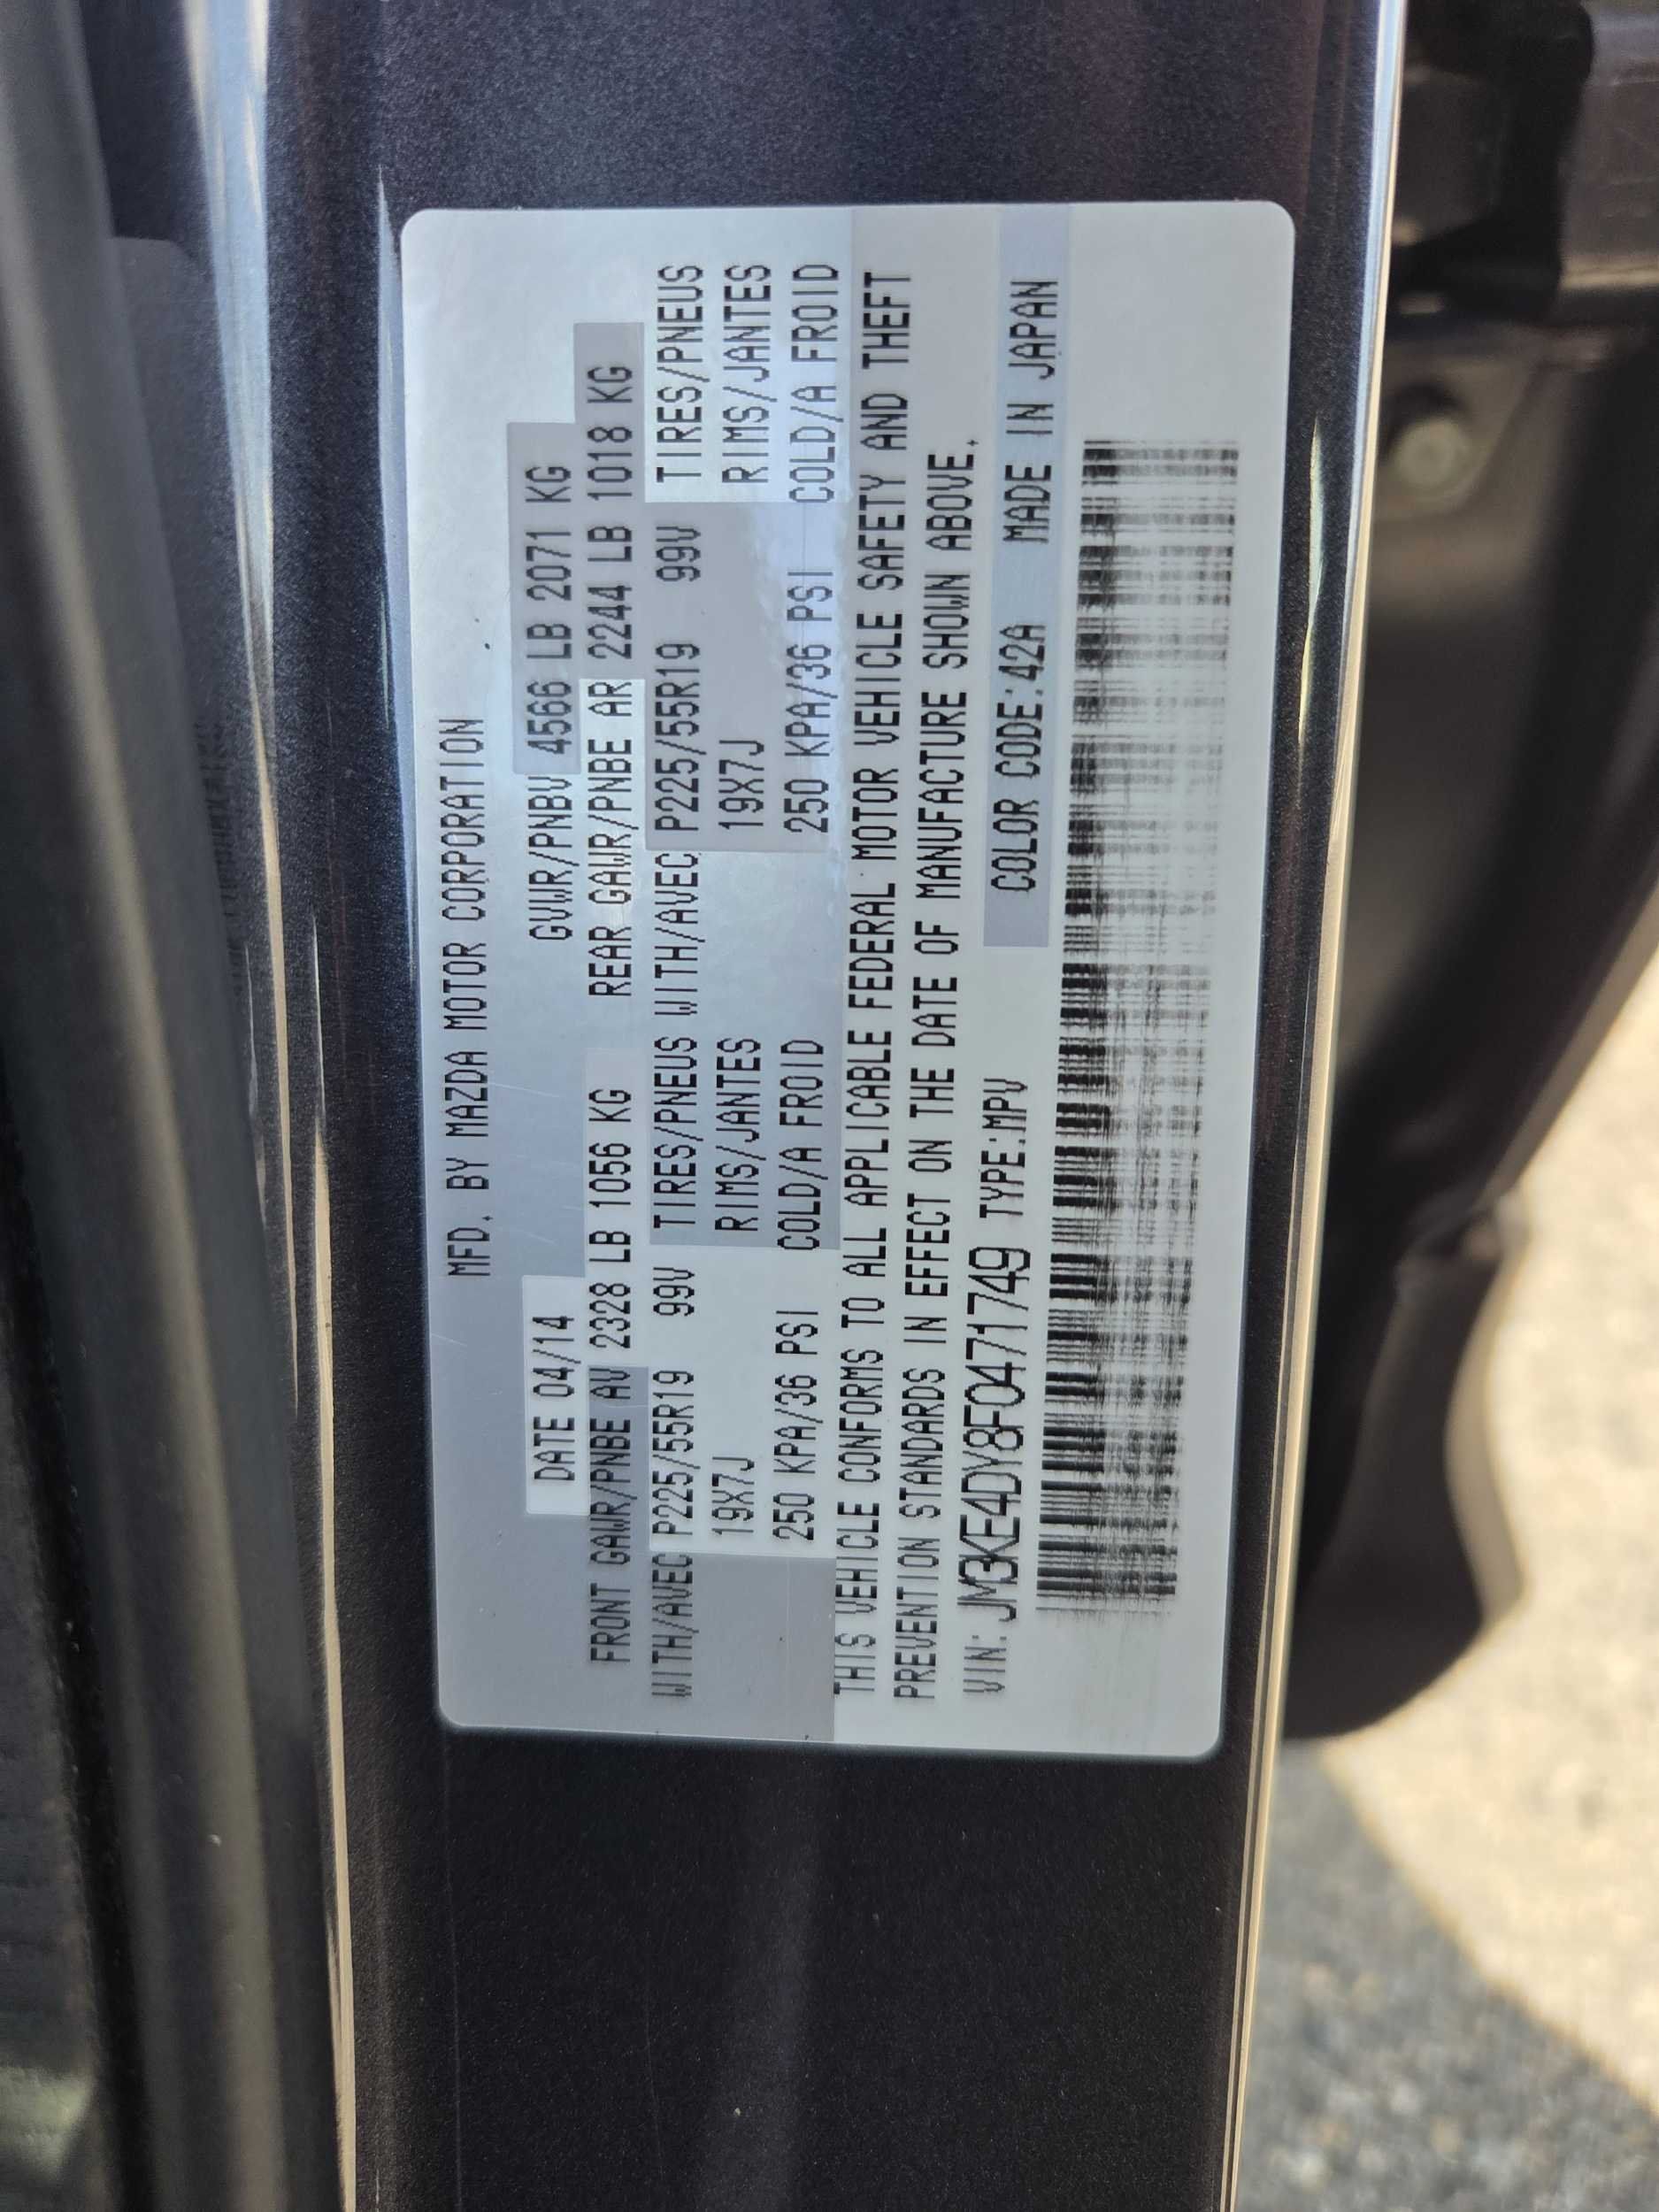 MFD. BY MAZDA MOTOR CORPORATION
DATE 04/14 GVWR/PNBV 4566 LB 2071 KG
FRONT GAWR/PNBE AV 2328 LB 1056 KG REAR GAWR/PNBE AR 2244 LB 1018 KG
WITH/AVEC P225/55R19 99V TIRES/PNEUS WITH/AVEC P225/55R19 99V TIRES/PNEUS
19X7J RIMS/JANTES 19X7J RIMS/JANTES
250 KPA/36 PSI COLD/A FROID 250 KPA/36 PSI COLD/A FROID
THIS VEHICLE CONFORMS TO ALL APPLICABLE FEDERAL MOTOR VEHICLE SAFETY AND THEFT
PREVENTION STANDARDS IN EFFECT ON THE DATE OF MANUFACTURE SHOWN ABOVE.
VIN: JM3KE4DY8F0471749 TYPE:MPV COLOR CODE:42A MADE IN JAPAN